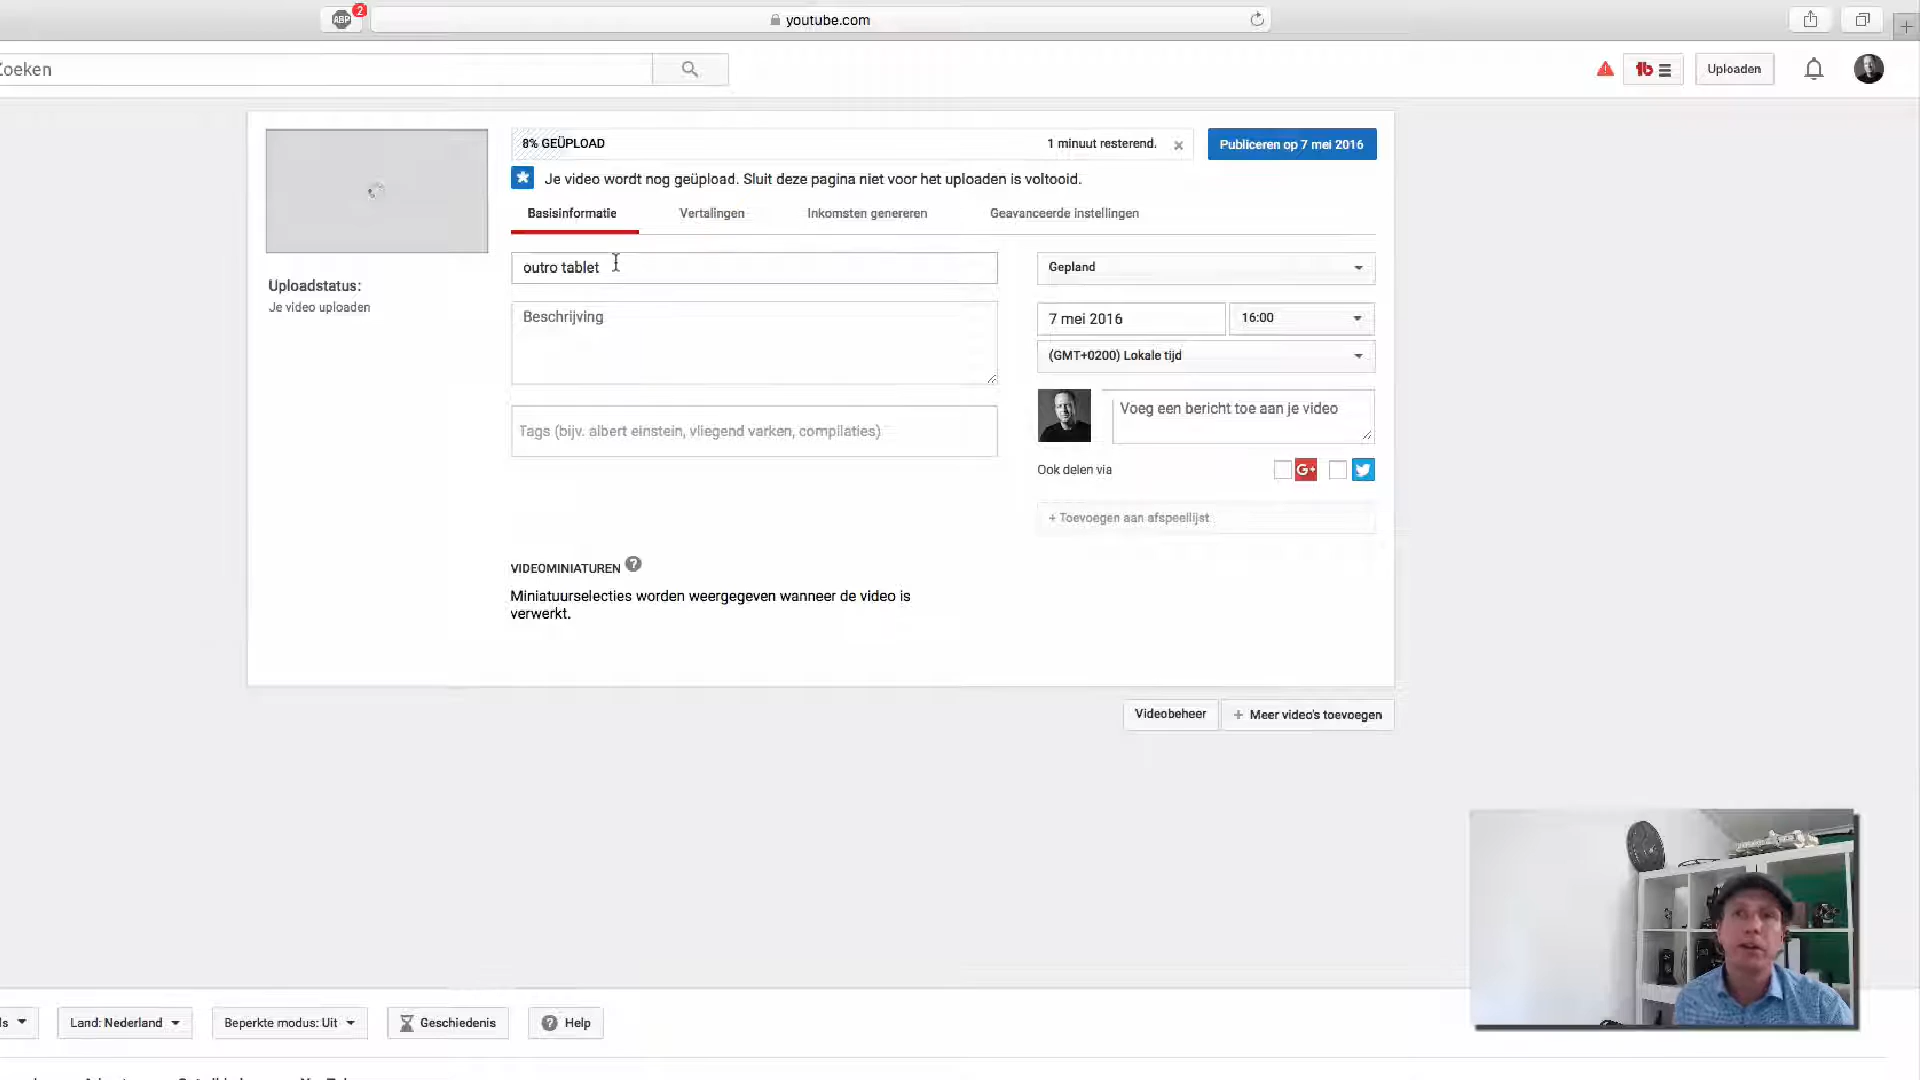 ABP
2
youtube.com
Zoeken
Uploaden
8% GEÜPLOAD
1 minuut resterend.
Publiceren op 7 mei 2016
Je video wordt nog geüpload. Sluit deze pagina niet voor het uploaden is voltooid.
Basisinformatie
Vertalingen
Inkomsten genereren
Geavanceerde instellingen
outro tablet
Gepland
Uploadstatus:
Je video uploaden
Beschrijving
7 mei 2016
16:00
(GMT+0200) Lokale tijd
Voeg een bericht toe aan je video
Tags (bijv. albert einstein, vliegend varken, compilaties)
Ook delen via
G+
+ Toevoegen aan afspeellijst
VIDEOMINIATUREN ?
Miniatuurselecties worden weergegeven wanneer de video is
verwerkt.
Videobeheer
+ Meer video's toevoegen
Land: Nederland
Beperkte modus: Uit
Geschiedenis
? Help